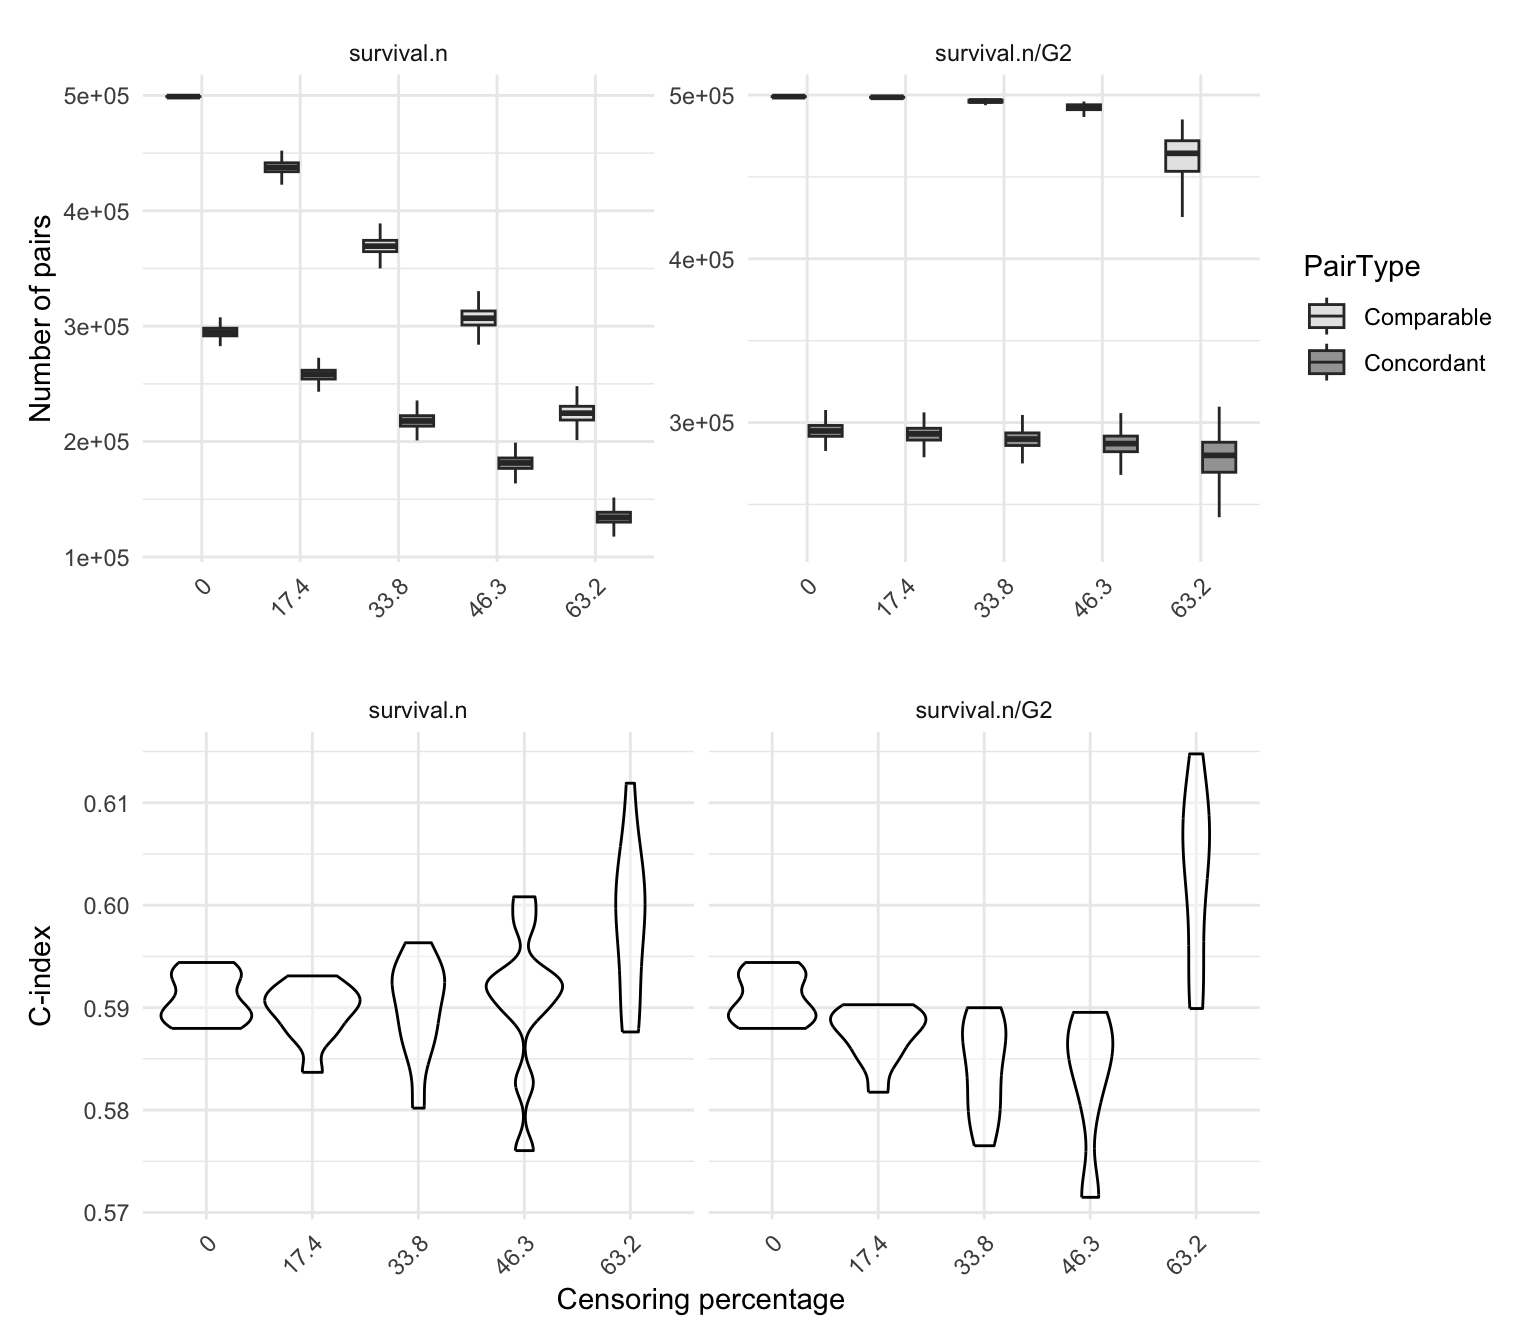 survival.n
survival.n/G2
Number of pairs
5e+05
4e+05
3e+05
2e+05
1e+05
0
17.4
33.8
46.3
63.2
5e+05
4e+05
3e+05
0
17.4
33.8
46.3
63.2
PairType
Comparable
Concordant
survival.n
survival.n/G2
C-index
0.61
0.60
0.59
0.58
0.57
0
17.4
33.8
46.3
63.2
0
17.4
33.8
46.3
63.2
Censoring percentage